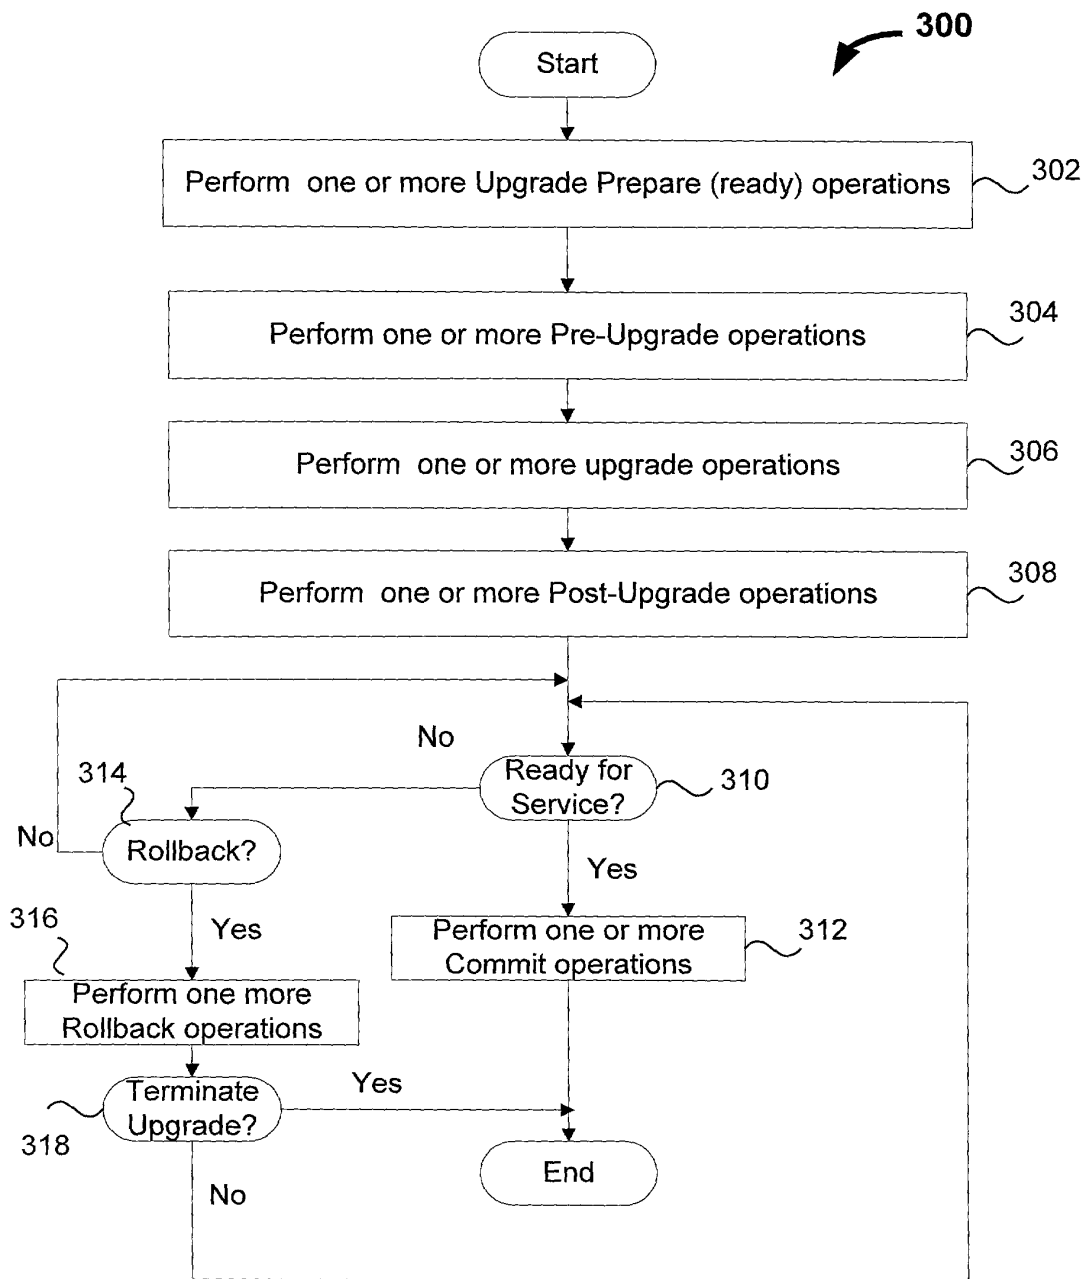 300
Start
Perform one or more Upgrade Prepare (ready) operations
302
Perform one or more Pre-Upgrade operations
304
Perform one or more upgrade operations
306
Perform one or more Post-Upgrade operations
308
No
Ready for
Service?
310
314
No
Rollback?
Yes
316
Yes
Perform one or more
Commit operations
312
Perform one more
Rollback operations
Terminate
Upgrade?
Yes
318
End
No